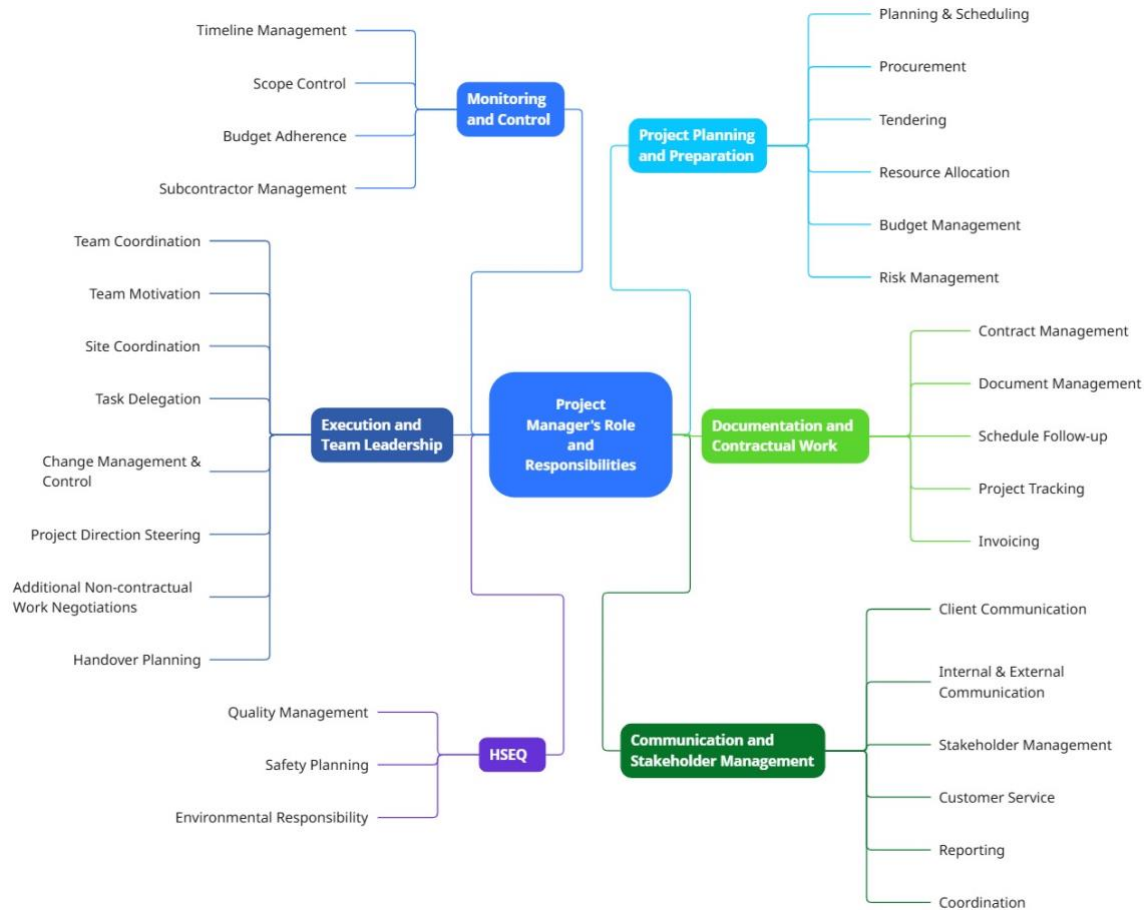 Project
Manager's Role
and
Responsibilities
Monitoring
and Control
Timeline Management
Scope Control
Budget Adherence
Subcontractor Management
Execution and
Team Leadership
Team Coordination
Team Motivation
Site Coordination
Task Delegation
Change Management &
Control
Project Direction Steering
Additional Non-contractual
Work Negotiations
Handover Planning
HSEQ
Quality Management
Safety Planning
Environmental Responsibility
Project Planning
and Preparation
Planning & Scheduling
Procurement
Tendering
Resource Allocation
Budget Management
Risk Management
Documentation and
Contractual Work
Contract Management
Document Management
Schedule Follow-up
Project Tracking
Invoicing
Communication and
Stakeholder Management
Client Communication
Internal & External
Communication
Stakeholder Management
Customer Service
Reporting
Coordination